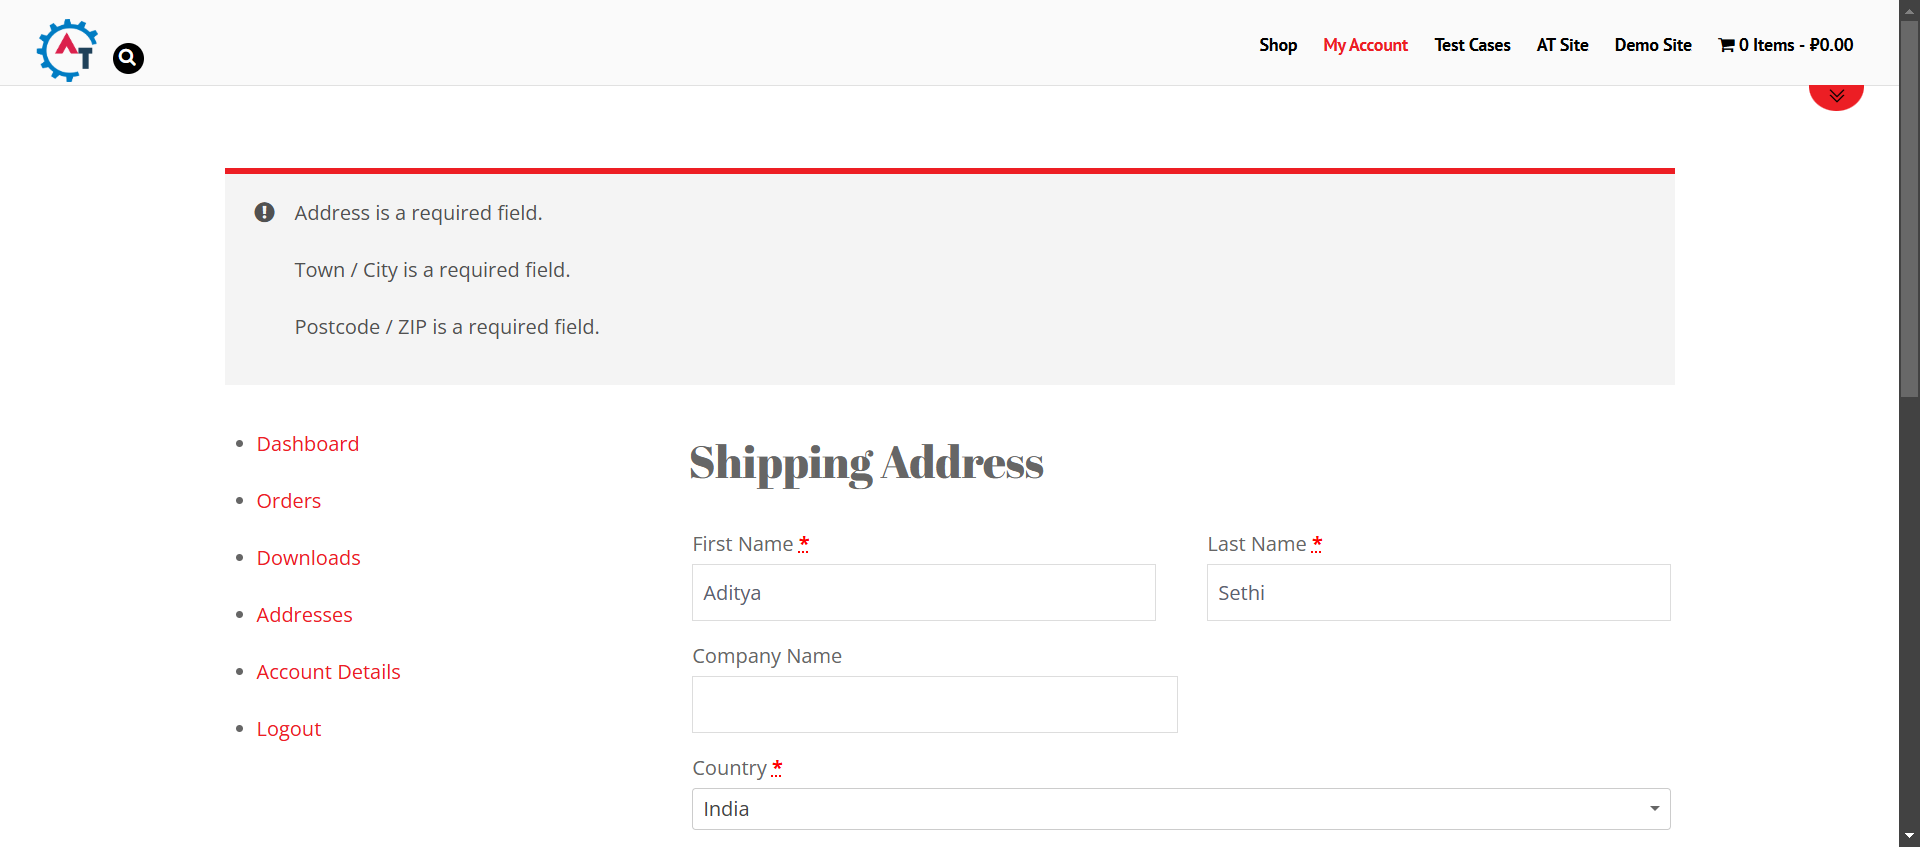 AT
Shop My Account Test Cases AT Site Demo Site 0 Items - ₽0.00
Address is a required field.
Town / City is a required field.
Postcode / ZIP is a required field.
Dashboard
Orders
Downloads
Addresses
Account Details
Logout
Shipping Address
First Name * Last Name *
Aditya Sethi
Company Name
Country *
India